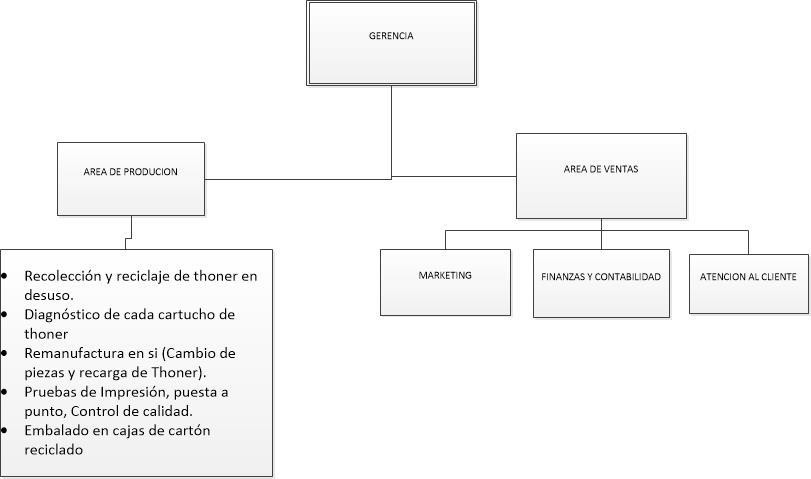 GERENCIA
AREA DE PRODUCION
AREA DE VENTAS
MARKETING
FINANZAS Y CONTABILIDAD
ATENCION AL CLIENTE
• Recolección y reciclaje de thoner en
desuso.
• Diagnóstico de cada cartucho de
thoner
• Remanufactura en si (Cambio de
piezas y recarga de Thoner).
• Pruebas de Impresión, puesta a
punto, Control de calidad.
• Embalado en cajas de cartón
reciclado